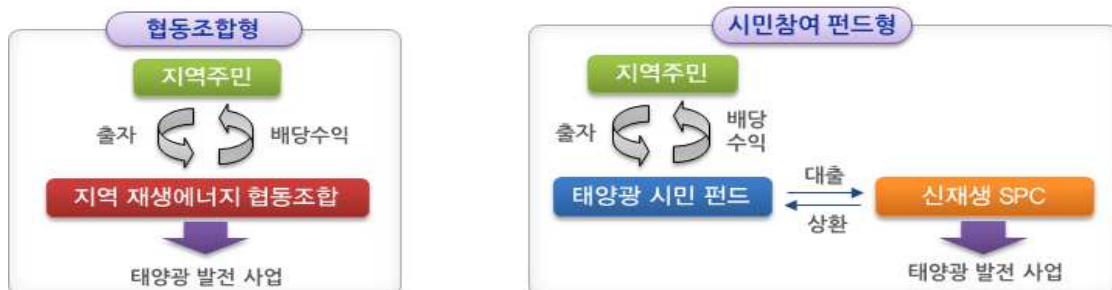 협동조합형
지역주민
출자
배당수익
지역 재생에너지 협동조합
태양광 발전 사업
시민참여 펀드형
지역주민
출자
배당
수익
태양광 시민 펀드
대출
상환
신재생 SPC
태양광 발전 사업